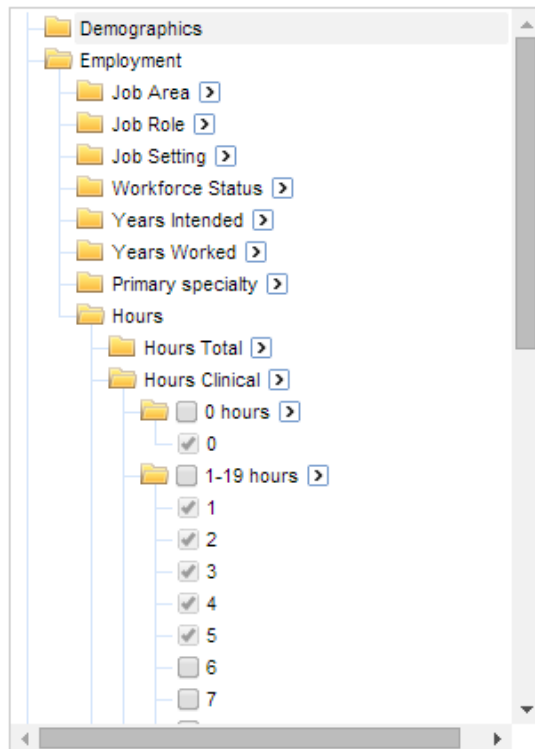 Demographics
Employment
Job Area
Job Role
Job Setting
Workforce Status
Years Intended
Years Worked
Primary specialty
Hours
Hours Total
Hours Clinical
0 hours
0
1-19 hours
1
2
3
4
5
6
7